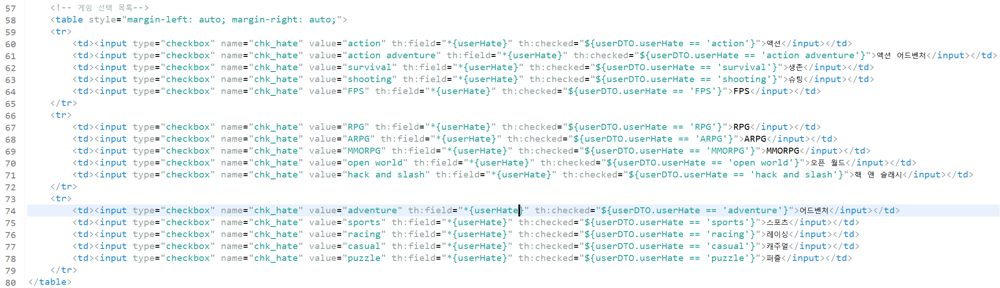 57 <!-- 게임 선택 목록-->
58 <table style="margin-left: auto; margin-right: auto;">
59 <tr>
60 <td><input type="checkbox" name="chk_hate" value="action" th:field="*{userHate}" th:checked="${userDTO.userHate == 'action'}">액션</input></td>
61 <td><input type="checkbox" name="chk_hate" value="action adventure" th:field="*{userHate}" th:checked="${userDTO.userHate == 'action adventure'}">액션 어드벤처</input></td>
62 <td><input type="checkbox" name="chk_hate" value="survival" th:field="*{userHate}" th:checked="${userDTO.userHate == 'survival'}">생존</input></td>
63 <td><input type="checkbox" name="chk_hate" value="shooting" th:field="*{userHate}" th:checked="${userDTO.userHate == 'shooting'}">슈팅</input></td>
64 <td><input type="checkbox" name="chk_hate" value="FPS" th:field="*{userHate}" th:checked="${userDTO.userHate == 'FPS'}">FPS</input></td>
65 </tr>
66 <tr>
67 <td><input type="checkbox" name="chk_hate" value="RPG" th:field="*{userHate}" th:checked="${userDTO.userHate == 'RPG'}">RPG</input></td>
68 <td><input type="checkbox" name="chk_hate" value="ARPG" th:field="*{userHate}" th:checked="${userDTO.userHate == 'ARPG'}">ARPG</input></td>
69 <td><input type="checkbox" name="chk_hate" value="MMORPG" th:field="*{userHate}" th:checked="${userDTO.userHate == 'MMORPG'}">MMORPG</input></td>
70 <td><input type="checkbox" name="chk_hate" value="open world" th:field="*{userHate}" th:checked="${userDTO.userHate == 'open world'}">오픈 월드</input></td>
71 <td><input type="checkbox" name="chk_hate" value="hack and slash" th:field="*{userHate}" th:checked="${userDTO.userHate == 'hack and slash'}">핵 앤 슬래시</input></td>
72 </tr>
73 <tr>
74 <td><input type="checkbox" name="chk_hate" value="adventure" th:field="*{userHate}" th:checked="${userDTO.userHate == 'adventure'}">어드벤처</input></td>
75 <td><input type="checkbox" name="chk_hate" value="sports" th:field="*{userHate}" th:checked="${userDTO.userHate == 'sports'}">스포츠</input></td>
76 <td><input type="checkbox" name="chk_hate" value="racing" th:field="*{userHate}" th:checked="${userDTO.userHate == 'racing'}">레이싱</input></td>
77 <td><input type="checkbox" name="chk_hate" value="casual" th:field="*{userHate}" th:checked="${userDTO.userHate == 'casual'}">캐주얼</input></td>
78 <td><input type="checkbox" name="chk_hate" value="puzzle" th:field="*{userHate}" th:checked="${userDTO.userHate == 'puzzle'}">퍼즐</input></td>
79 </tr>
80 </table>